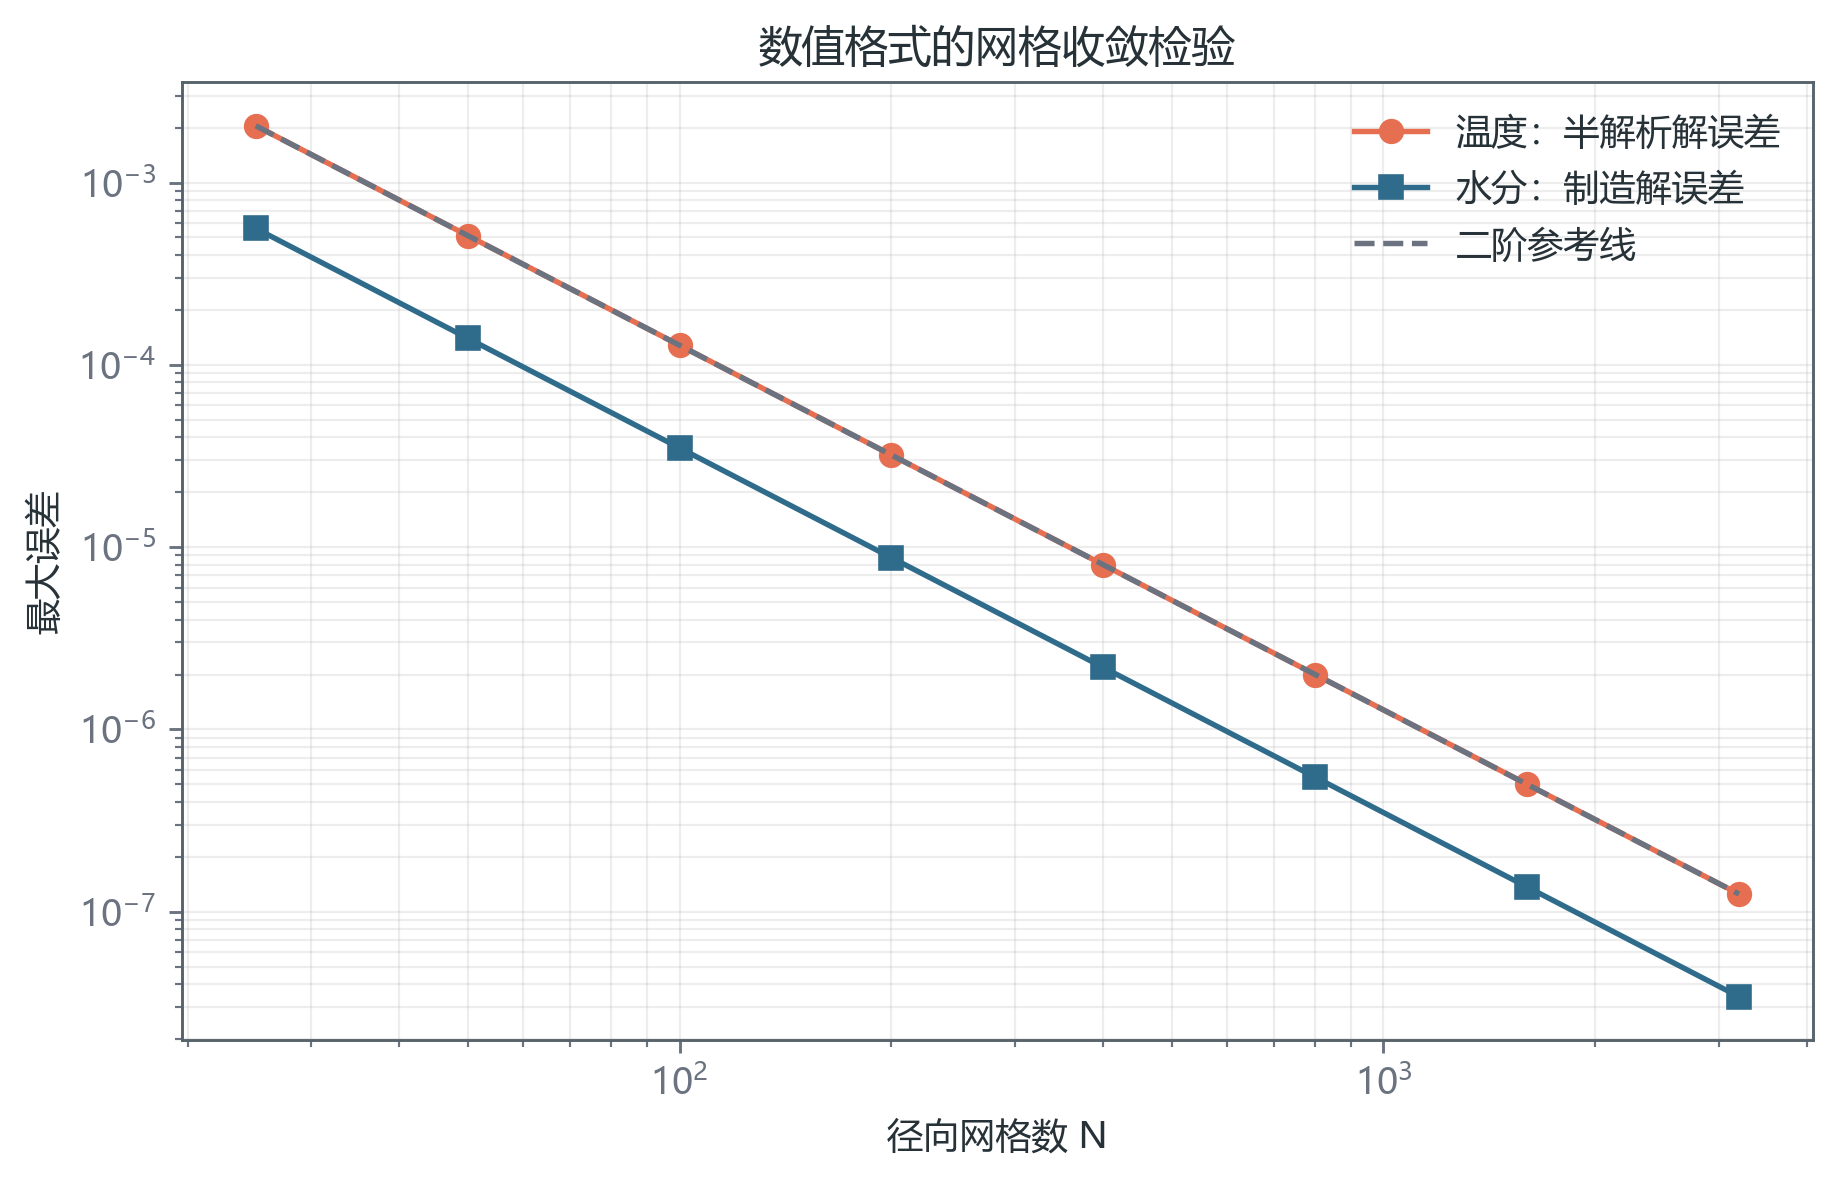 数值格式的网格收敛检验
温度：半解析解误差
水分：制造解误差
二阶参考线
最大误差
10⁻³
10⁻⁴
10⁻⁵
10⁻⁶
10⁻⁷
10²
10³
径向网格数 N